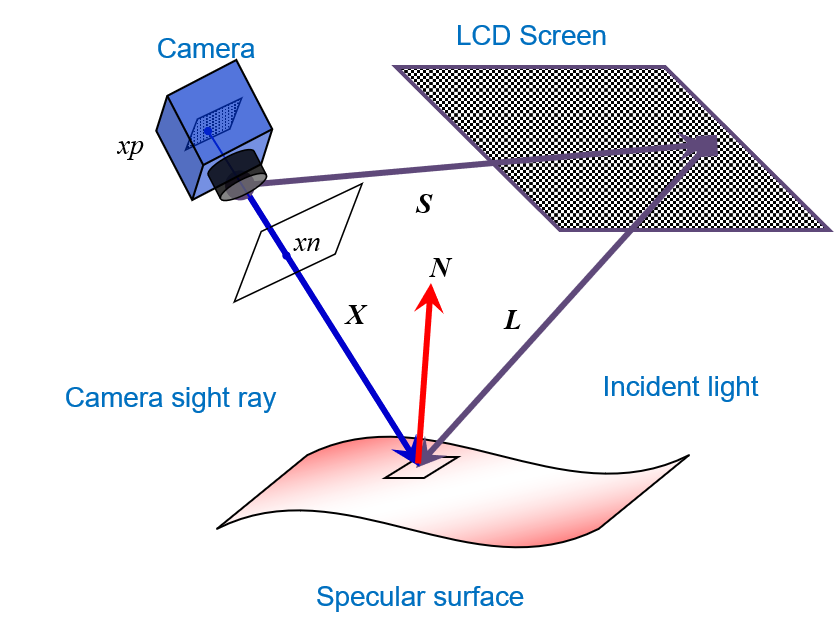 LCD Screen
Camera
xp
S
xn
N
X
L
Incident light
Camera sight ray
Specular surface